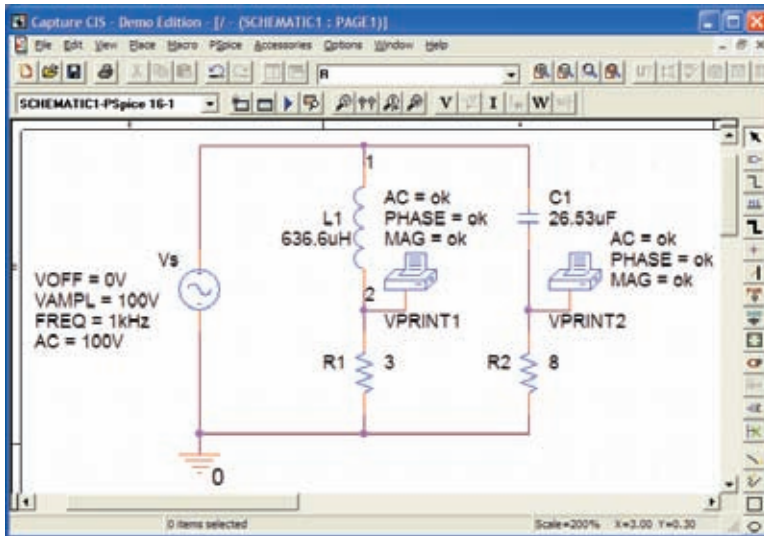 Capture CIS - Demo Edition - [/ - (SCHEMATIC1 : PAGE1)]
File Edit View Place Macro PSpice Accessories Options Window Help
R
SCHEMATIC1-PSpice 16-1
V I W
1
L1
636.6uH
AC = ok
PHASE = ok
MAG = ok
C1
26.53uF
AC = ok
PHASE = ok
MAG = ok
Vs
VOFF = 0V
VAMPL = 100V
FREQ = 1kHz
AC = 100V
2
VPRINT1
VPRINT2
R1 3
R2 8
0
0 items selected
Scale=200% X=3.00 Y=0.30